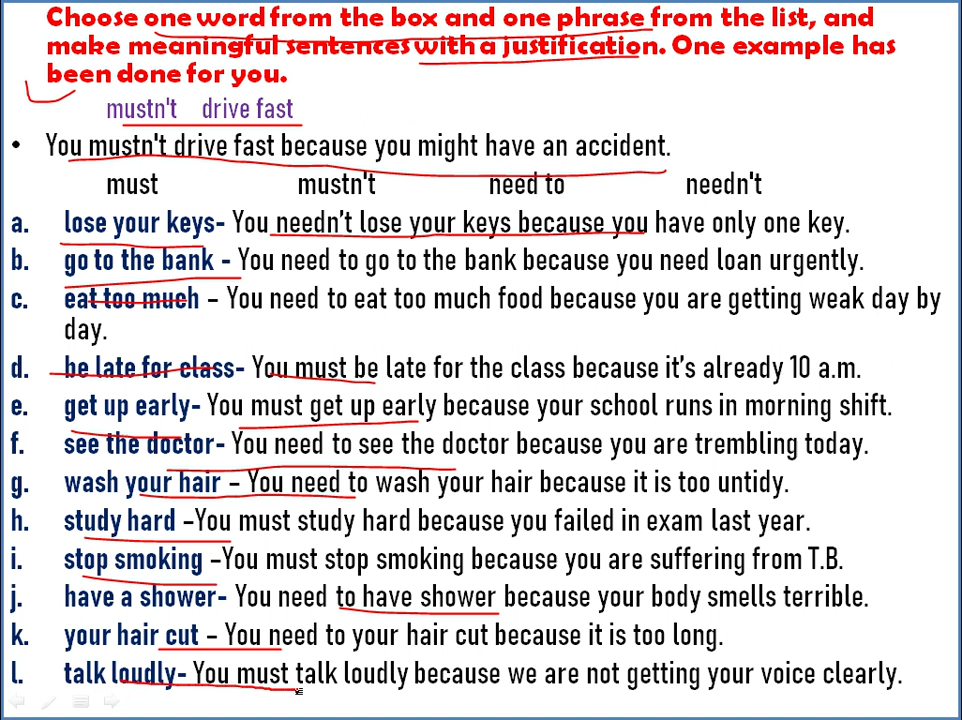 Choose one word from the box and one phrase from the list, and
make meaningful sentences with a justification. One example has
been done for you.
mustn't drive fast
• You mustn't drive fast because you might have an accident.
must mustn't need to needn't
a. lose your keys- You needn't lose your keys because you have only one key.
b. go to the bank - You need to go to the bank because you need loan urgently.
c. eat too much – You need to eat too much food because you are getting weak day by
day.
d. be late for class- You must be late for the class because it's already 10 a.m.
e. get up early- You must get up early because your school runs in morning shift.
f. see the doctor- You need to see the doctor because you are trembling today.
g. wash your hair – You need to wash your hair because it is too untidy.
h. study hard –You must study hard because you failed in exam last year.
i. stop smoking –You must stop smoking because you are suffering from T.B.
j. have a shower- You need to have shower because your body smells terrible.
k. your hair cut – You need to your hair cut because it is too long.
l. talk loudly- You must talk loudly because we are not getting your voice clearly.